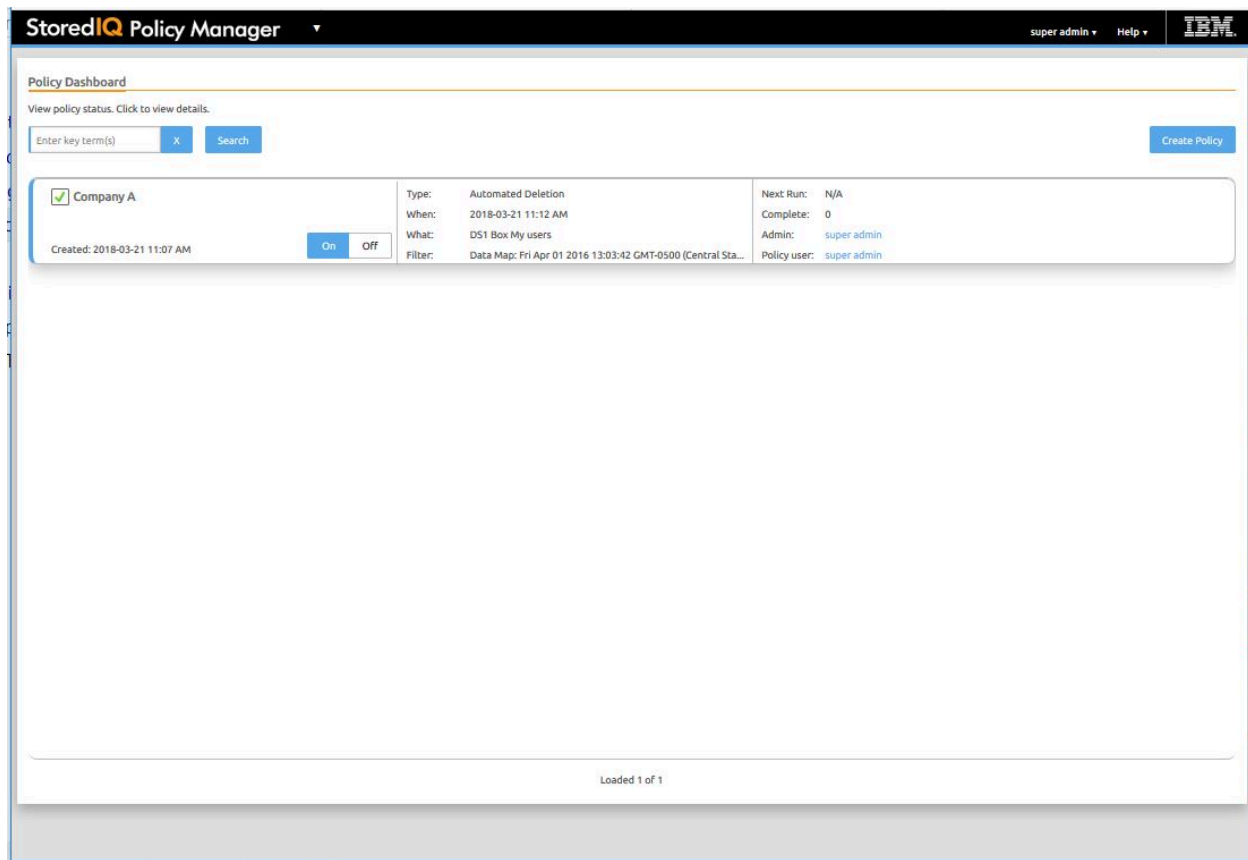 StoredIQ Policy Manager ▼ super admin ▾ Help ▾ IBM.
Policy Dashboard
View policy status. Click to view details.
Enter key term(s) X Search Create Policy
Company A
Created: 2018-03-21 11:07 AM On Off
Type: Automated Deletion
When: 2018-03-21 11:12 AM
What: DS1 Box My users
Filter: Data Map: Fri Apr 01 2016 13:03:42 GMT-0500 (Central Sta...
Next Run: N/A
Complete: 0
Admin: super admin
Policy user: super admin
Loaded 1 of 1